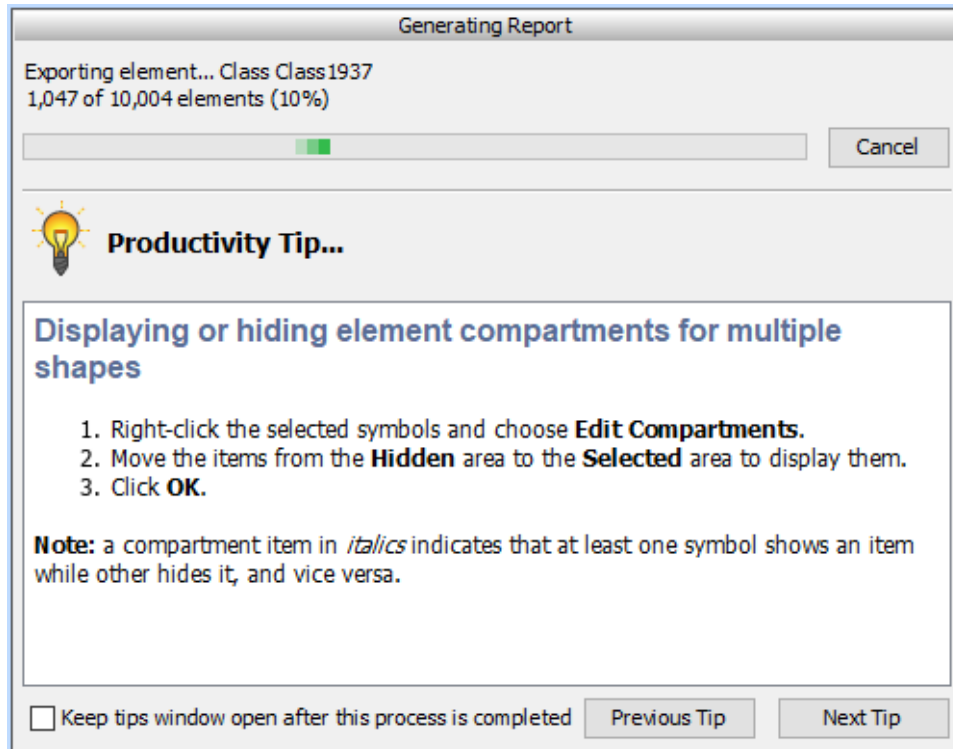 Generating Report
Exporting element... Class Class1937
1,047 of 10,004 elements (10%)
Cancel
Productivity Tip...
Displaying or hiding element compartments for multiple
shapes
1. Right-click the selected symbols and choose Edit Compartments.
2. Move the items from the Hidden area to the Selected area to display them.
3. Click OK.
Note: a compartment item in italics indicates that at least one symbol shows an item
while other hides it, and vice versa.
Keep tips window open after this process is completed
Previous Tip
Next Tip